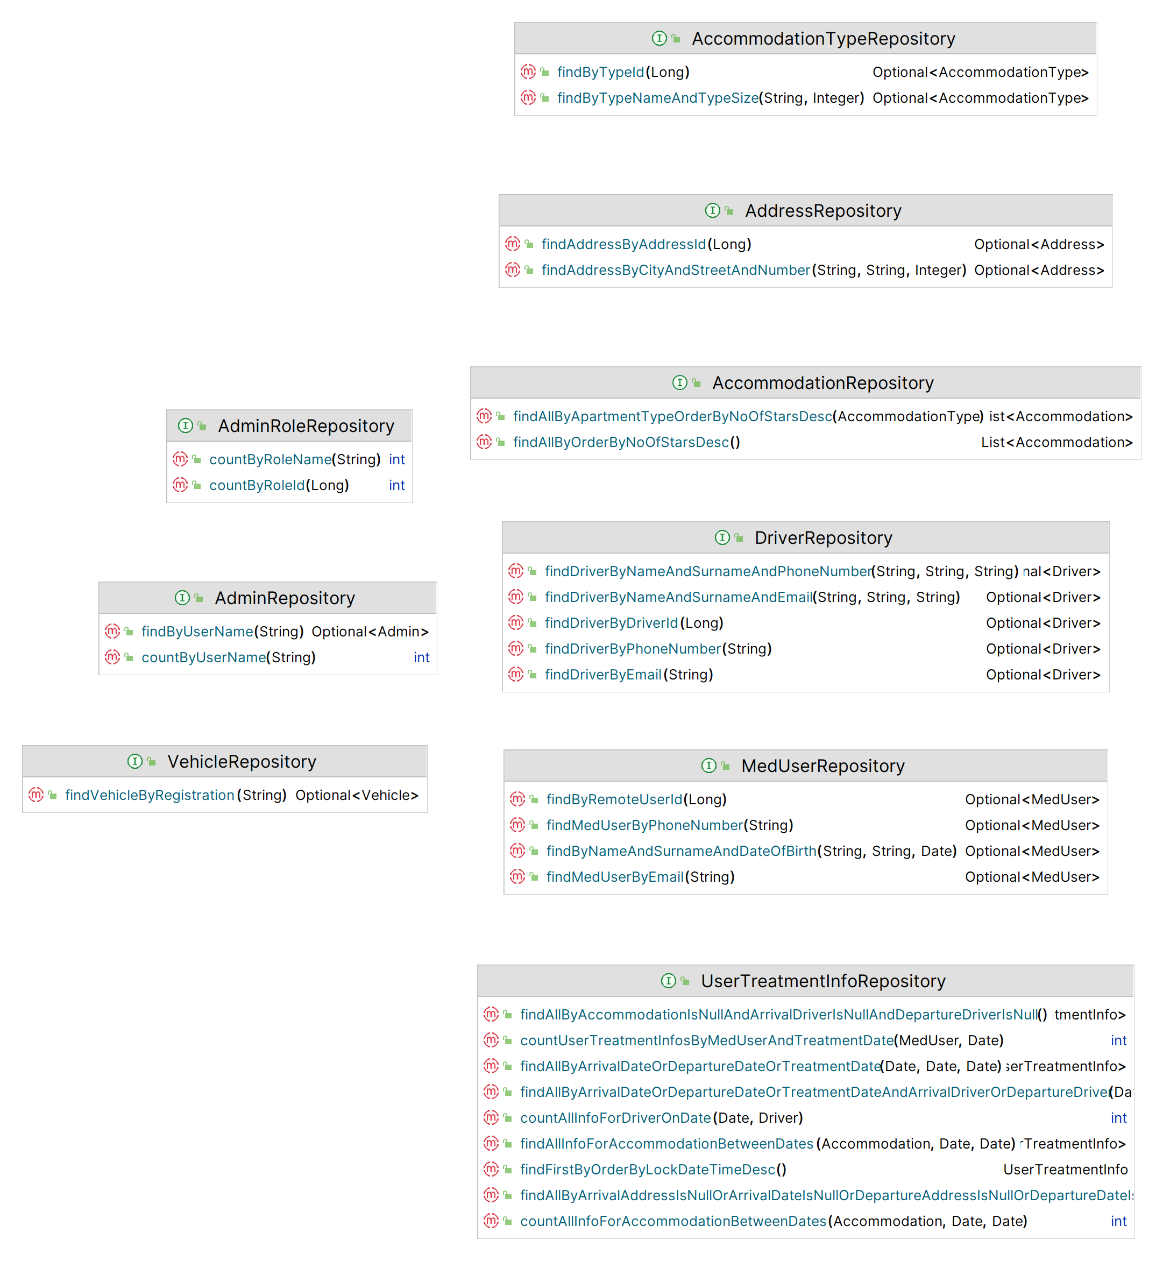 AccommodationTypeRepository
findByTypeId(Long) Optional<AccommodationType>
findByTypeNameAndTypeSize(String, Integer) Optional<AccommodationType>
AddressRepository
findAddressByAddressId(Long) Optional<Address>
findAddressByCityAndStreetAndNumber(String, String, Integer) Optional<Address>
AccommodationRepository
findAllByApartmentTypeOrderByNoOfStarsDesc(AccommodationType) ist<Accommodation>
findAllByOrderByNoOfStarsDesc() List<Accommodation>
AdminRoleRepository
countByRoleName(String) int
countByRoleId(Long) int
DriverRepository
findDriverByNameAndSurnameAndPhoneNumber(String, String, String) nal<Driver>
findDriverByNameAndSurnameAndEmail(String, String, String) Optional<Driver>
findDriverByDriverId(Long) Optional<Driver>
findDriverByPhoneNumber(String) Optional<Driver>
findDriverByEmail(String) Optional<Driver>
AdminRepository
findByUserName(String) Optional<Admin>
countByUserName(String) int
VehicleRepository
findVehicleByRegistration(String) Optional<Vehicle>
MedUserRepository
findByRemoteUserId(Long) Optional<MedUser>
findMedUserByPhoneNumber(String) Optional<MedUser>
findByNameAndSurnameAndDateOfBirth(String, String, Date) Optional<MedUser>
findMedUserByEmail(String) Optional<MedUser>
UserTreatmentInfoRepository
findAllByAccommodationIsNullAndArrivalDriverIsNullAndDepartureDriverIsNull() tmentInfo>
countUserTreatmentInfosByMedUserAndTreatmentDate(MedUser, Date) int
findAllByArrivalDateOrDepartureDateOrTreatmentDate(Date, Date, Date) serTreatmentInfo>
findAllByArrivalDateOrDepartureDateOrTreatmentDateAndArrivalDriverOrDepartureDriver(Da
countAllInfoForDriverOnDate(Date, Driver) int
findAllInfoForAccommodationBetweenDates(Accommodation, Date, Date) rTreatmentInfo>
findFirstByOrderByLockDateTimeDesc() UserTreatmentInfo
findAllByArrivalAddressIsNullOrArrivalDateIsNullOrDepartureAddressIsNullOrDepartureDateIs
countAllInfoForAccommodationBetweenDates(Accommodation, Date, Date) int